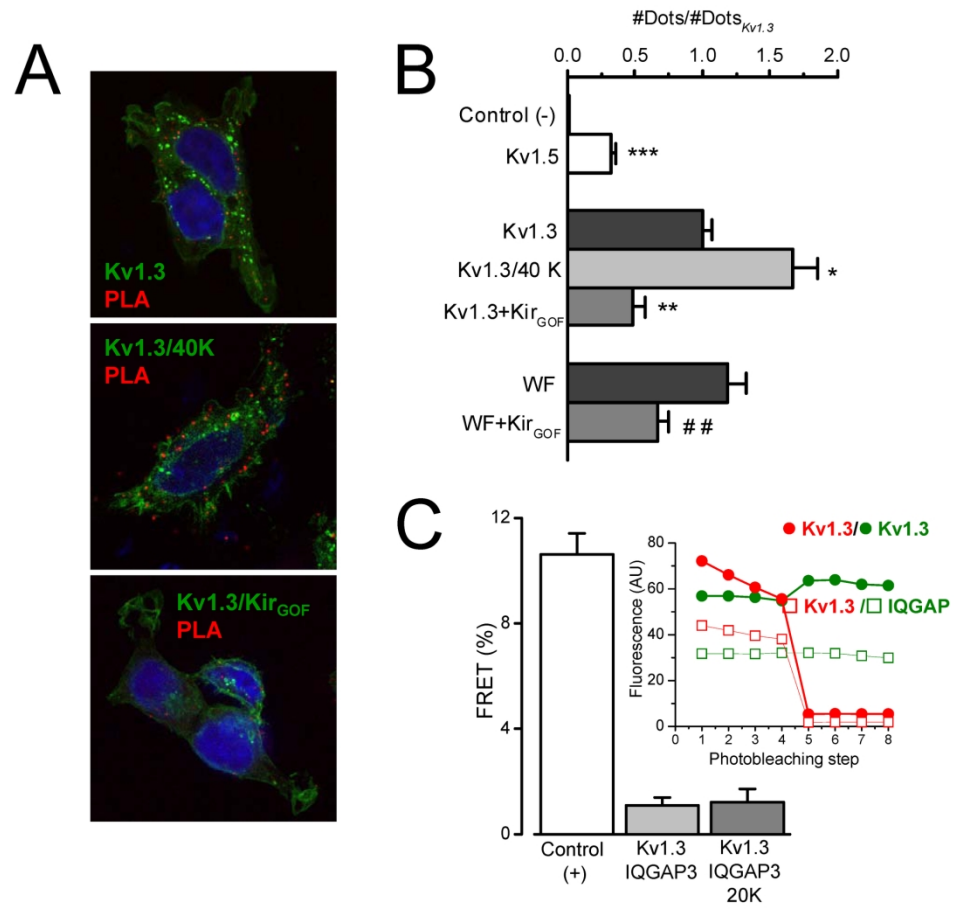 A
Kv1.3
PLA
Kv1.3/40K
PLA
Kv1.3/Kir_GOF
PLA
B
#Dots/#Dots_Kv1.3
0.0 0.5 1.0 1.5 2.0
Control (-)
Kv1.5 ***
Kv1.3
Kv1.3/40 K *
Kv1.3+Kir_GOF **
WF
WF+Kir_GOF ##
C
FRET (%)
12
8
4
0
Control
(+)
Kv1.3
IQGAP3
Kv1.3
IQGAP3
20K
Kv1.3/ Kv1.3
Kv1.3 / IQGAP
Fluorescence (AU)
80
60
40
20
0
0 1 2 3 4 5 6 7 8
Photobleaching step